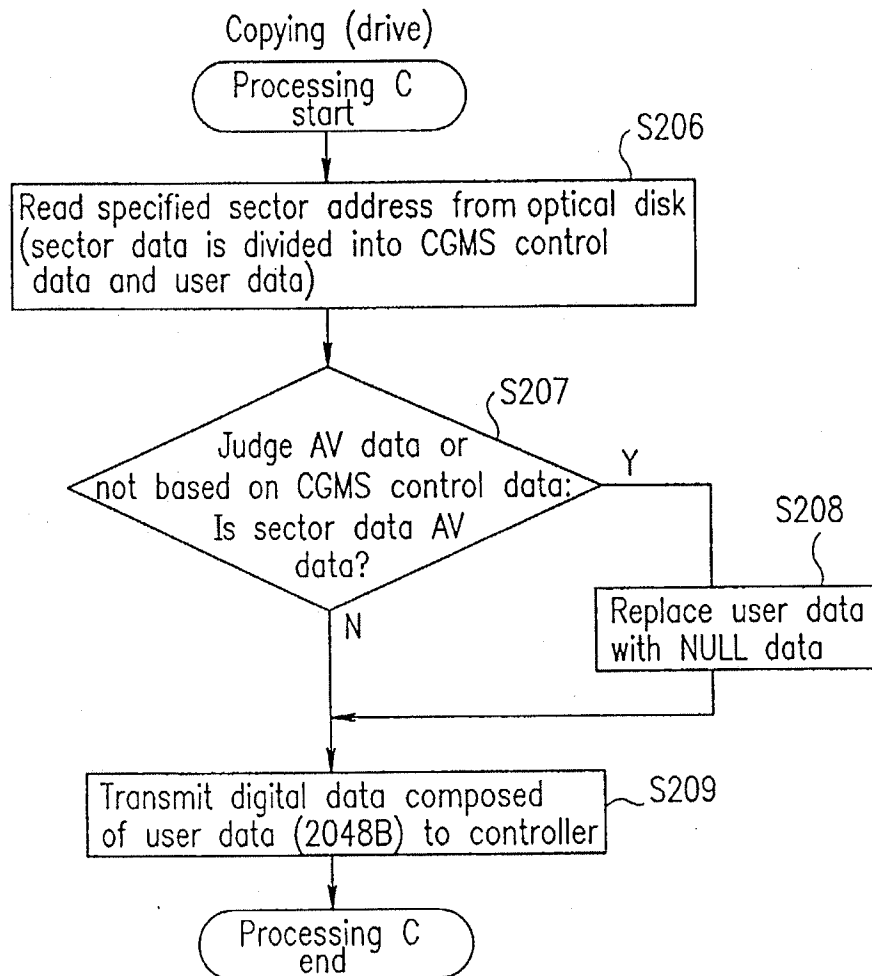 Copying (drive)
Processing C
start
S206
Read specified sector address from optical disk
(sector data is divided into CGMS control
data and user data)
S207
Judge AV data or
not based on CGMS control data:
Is sector data AV
data?
Y
S208
Replace user data
with NULL data
N
Transmit digital data composed
of user data (2048B) to controller
S209
Processing C
end